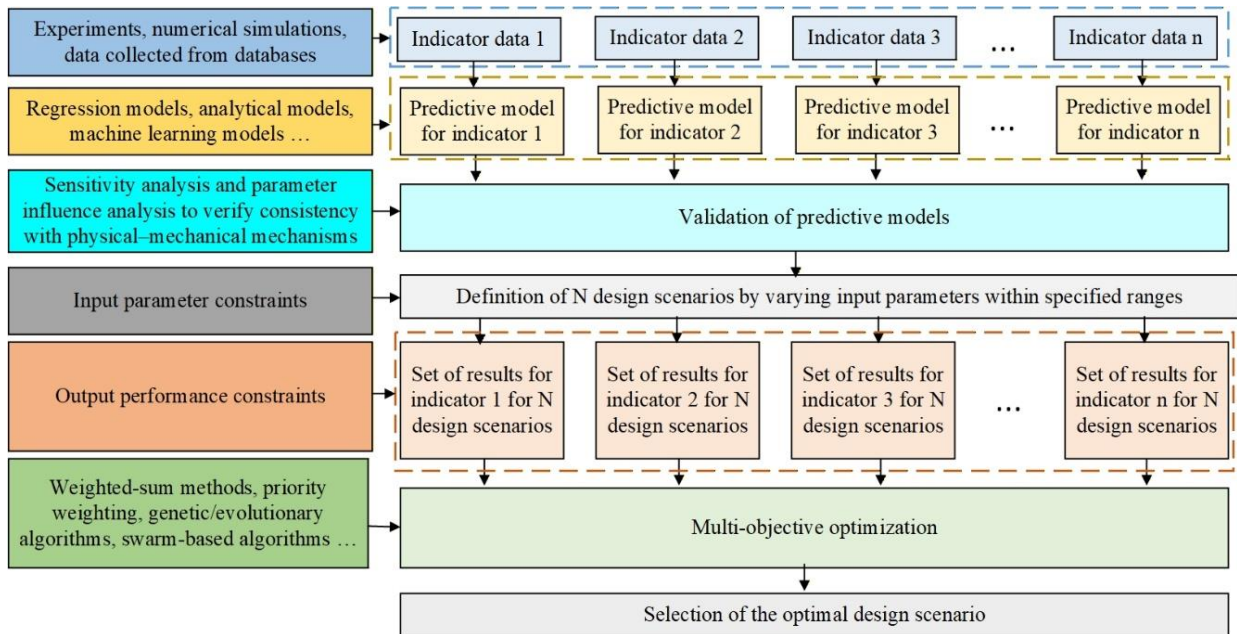 Experiments, numerical simulations,
data collected from databases
Indicator data 1
Indicator data 2
Indicator data 3
...
Indicator data n
Regression models, analytical models,
machine learning models …
Predictive model
for indicator 1
Predictive model
for indicator 2
Predictive model
for indicator 3
...
Predictive model
for indicator n
Sensitivity analysis and parameter
influence analysis to verify consistency
with physical–mechanical mechanisms
Validation of predictive models
Input parameter constraints
Definition of N design scenarios by varying input parameters within specified ranges
Output performance constraints
Set of results for
indicator 1 for N
design scenarios
Set of results for
indicator 2 for N
design scenarios
Set of results for
indicator 3 for N
design scenarios
...
Set of results for
indicator n for N
design scenarios
Weighted-sum methods, priority
weighting, genetic/evolutionary
algorithms, swarm-based algorithms …
Multi-objective optimization
Selection of the optimal design scenario